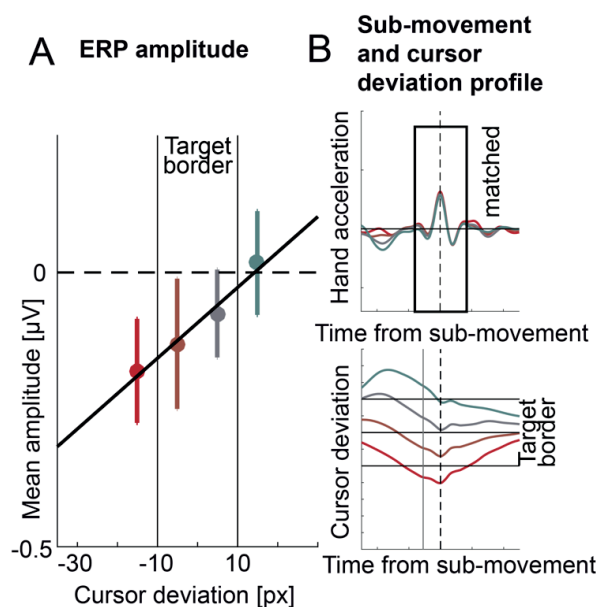 A ERP amplitude
Target
border
0
-0.5
Mean amplitude [µV]
-30 -10 10
Cursor deviation [px]
B Sub-movement
and cursor
deviation profile
Hand acceleration
matched
Time from sub-movement
Cursor deviation
Target
border
Time from sub-movement